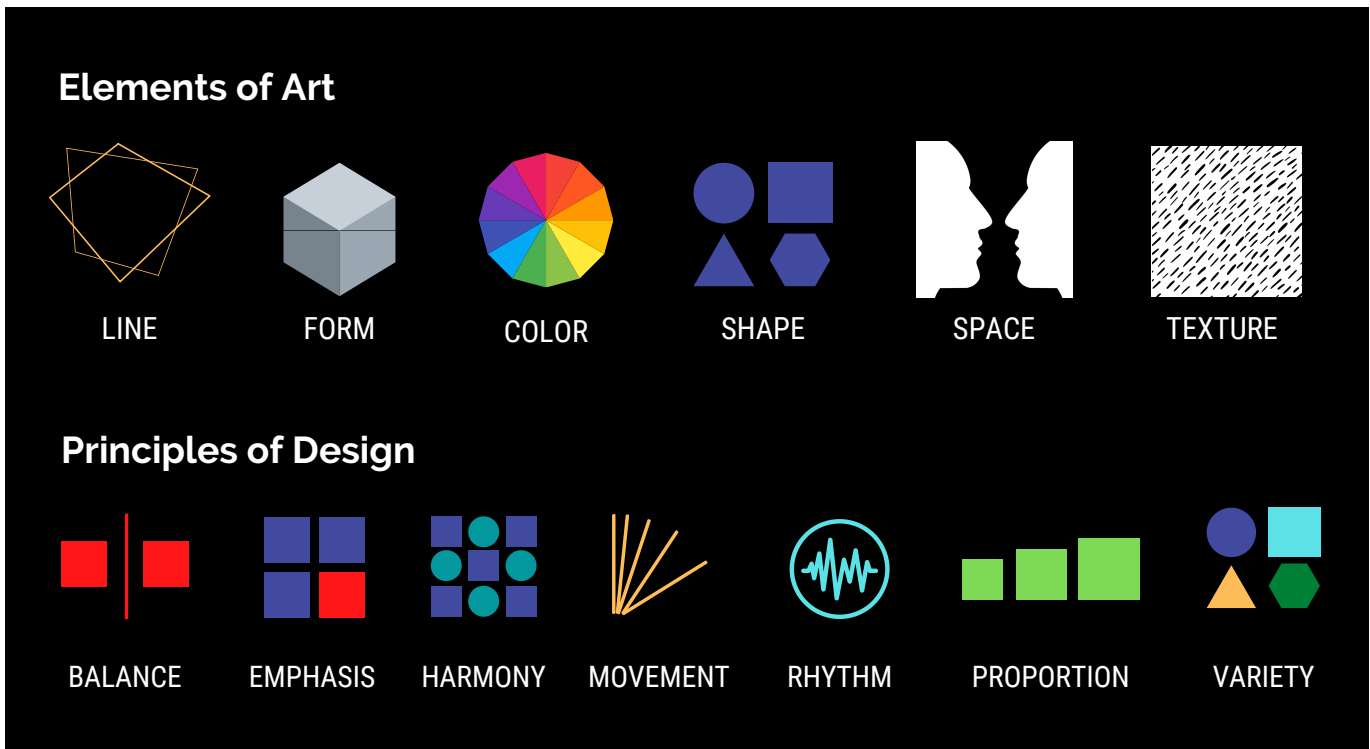 Elements of Art
LINE
FORM
COLOR
SHAPE
SPACE
TEXTURE
Principles of Design
BALANCE
EMPHASIS
HARMONY
MOVEMENT
RHYTHM
PROPORTION
VARIETY